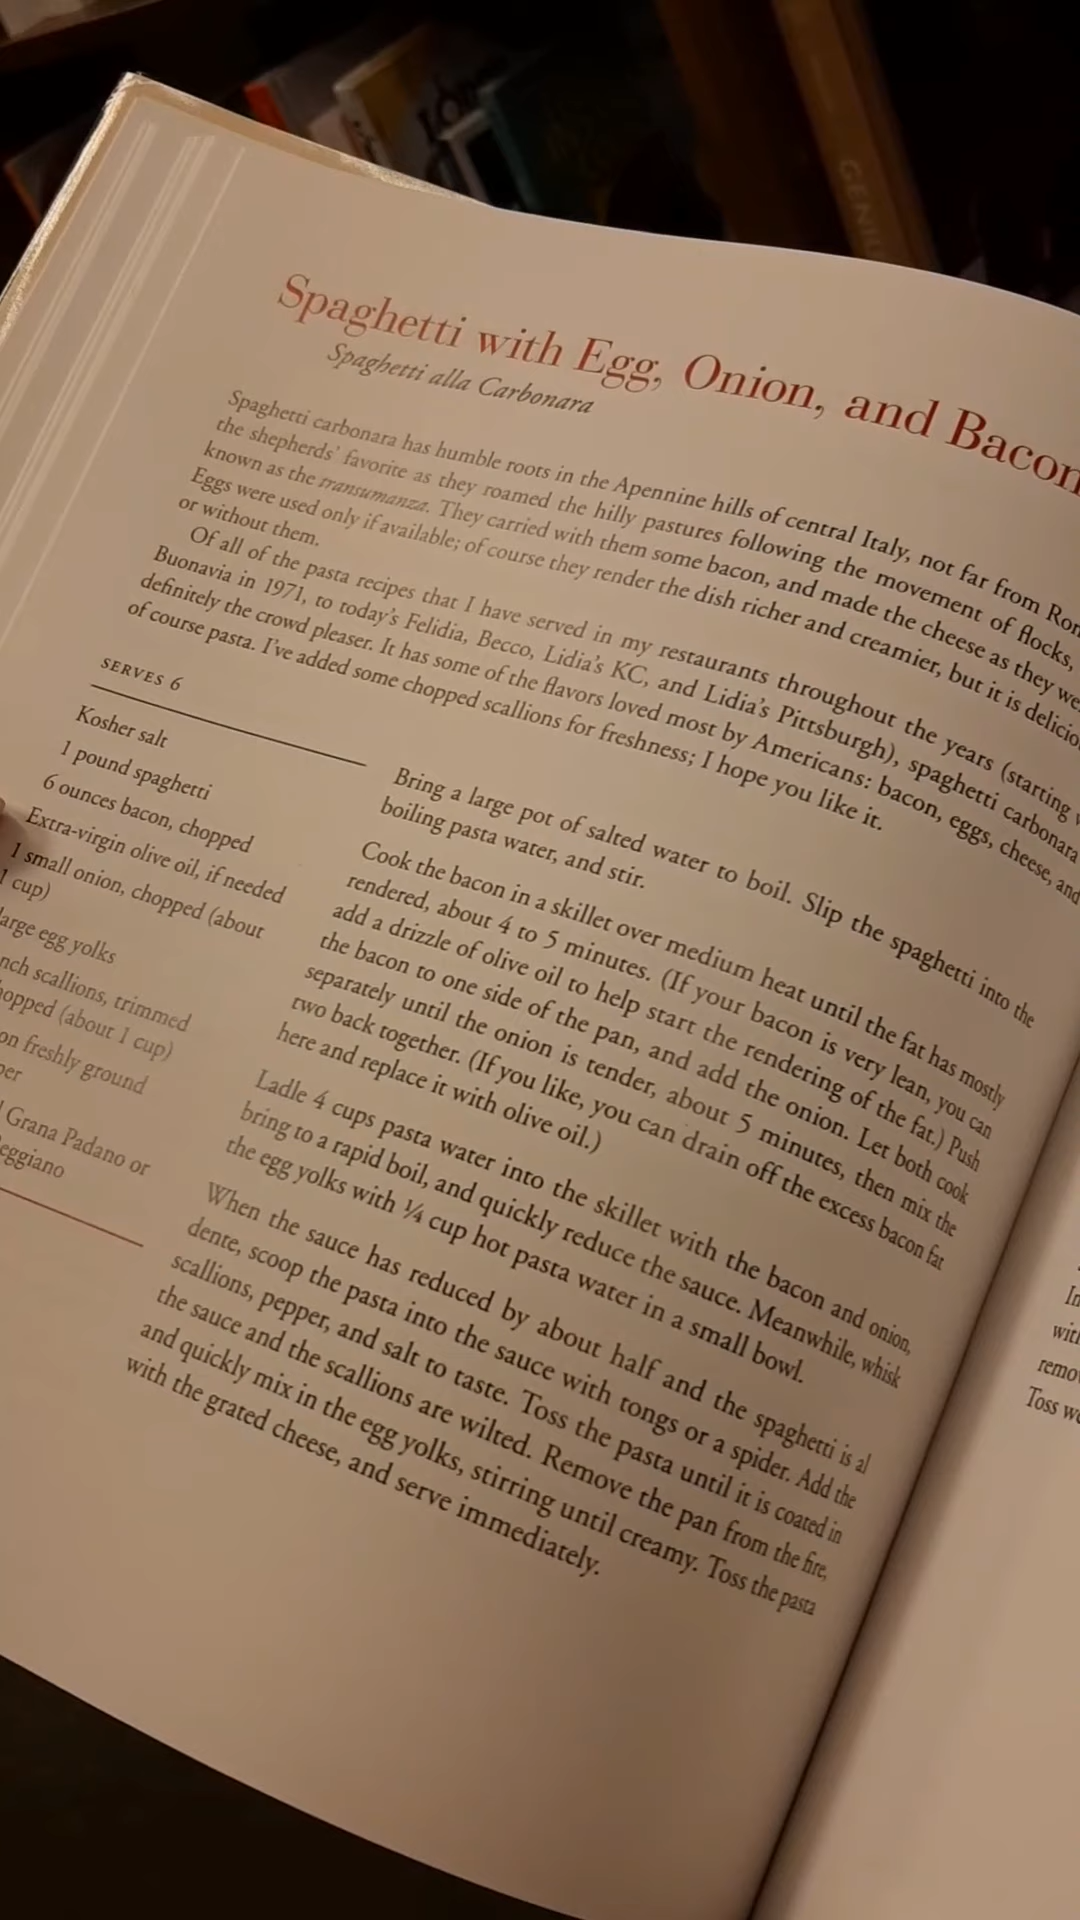 GENIU
Spaghetti with Egg, Onion, and Bacon
Spaghetti alla Carbonara
Spaghetti carbonara has humble roots in the Apennine hills of central Italy, not far from Rom
the shepherds' favorite as they roamed the hilly pastures following the movement of flocks,
known as the transumanza. They carried with them some bacon, and made the cheese as they we
Eggs were used only if available; of course they render the dish richer and creamier, but it is delicio
or without them.
Of all of the pasta recipes that I have served in my restaurants throughout the years (starting w
Buonavia in 1971, to today's Felidia, Becco, Lidia's KC, and Lidia's Pittsburgh), spaghetti carbonara
definitely the crowd pleaser. It has some of the flavors loved most by Americans: bacon, eggs, cheese, and
of course pasta. I've added some chopped scallions for freshness; I hope you like it.
SERVES 6
Kosher salt
1 pound spaghetti
6 ounces bacon, chopped
Extra-virgin olive oil, if needed
1 small onion, chopped (about
1 cup)
large egg yolks
nch scallions, trimmed
hopped (about 1 cup)
on freshly ground
per
d Grana Padano or
eggiano
Bring a large pot of salted water to boil. Slip the spaghetti into the
boiling pasta water, and stir.
Cook the bacon in a skillet over medium heat until the fat has mostly
rendered, about 4 to 5 minutes. (If your bacon is very lean, you can
add a drizzle of olive oil to help start the rendering of the fat.) Push
the bacon to one side of the pan, and add the onion. Let both cook
separately until the onion is tender, about 5 minutes, then mix the
two back together. (If you like, you can drain off the excess bacon fat
here and replace it with olive oil.)
Ladle 4 cups pasta water into the skillet with the bacon and onion,
bring to a rapid boil, and quickly reduce the sauce. Meanwhile, whisk
the egg yolks with ¼ cup hot pasta water in a small bowl.
When the sauce has reduced by about half and the spaghetti is al
dente, scoop the pasta into the sauce with tongs or a spider. Add the
scallions, pepper, and salt to taste. Toss the pasta until it is coated in
the sauce and the scallions are wilted. Remove the pan from the fire,
and quickly mix in the egg yolks, stirring until creamy. Toss the pasta
with the grated cheese, and serve immediately.
In
with
remo
Toss we